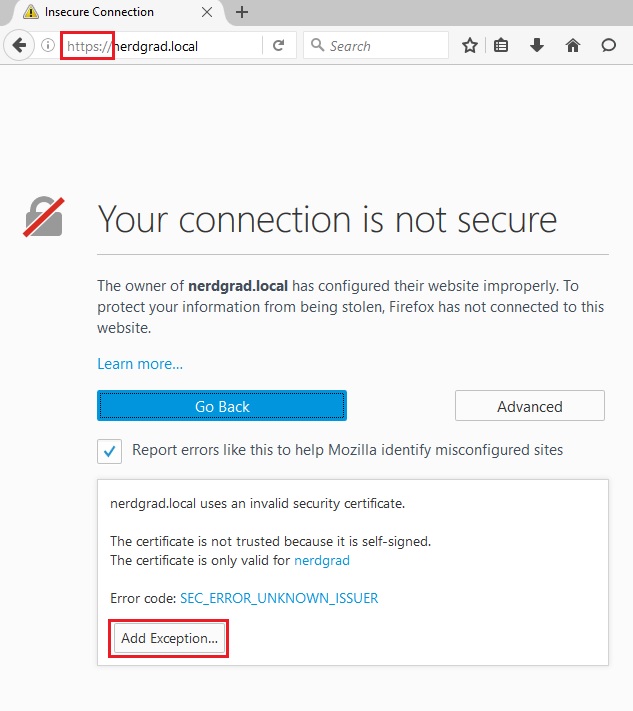 Insecure Connection
https://nerdgrad.local
Search
Your connection is not secure
The owner of nerdgrad.local has configured their website improperly. To
protect your information from being stolen, Firefox has not connected to this
website.
Learn more...
Go Back
Advanced
Report errors like this to help Mozilla identify misconfigured sites
nerdgrad.local uses an invalid security certificate.
The certificate is not trusted because it is self-signed.
The certificate is only valid for nerdgrad
Error code: SEC_ERROR_UNKNOWN_ISSUER
Add Exception...